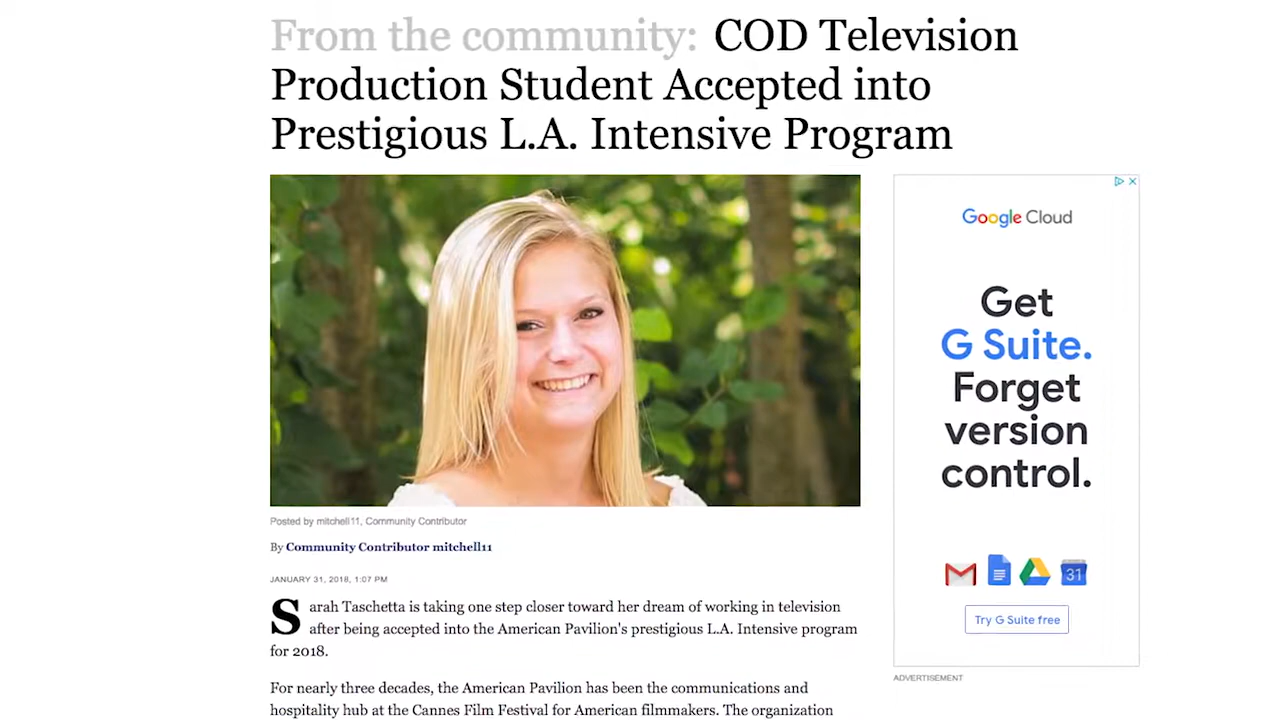 From the community: COD Television
Production Student Accepted into
Prestigious L.A. Intensive Program
Posted by mitchell11, Community Contributor
By Community Contributor mitchell11
JANUARY 31, 2018, 1:07 PM
Sarah Taschetta is taking one step closer toward her dream of working in television
after being accepted into the American Pavilion's prestigious L.A. Intensive program
for 2018.
For nearly three decades, the American Pavilion has been the communications and
hospitality hub at the Cannes Film Festival for American filmmakers. The organization
Google Cloud
Get
G Suite.
Forget
version
control.
31
Try G Suite free
ADVERTISEMENT